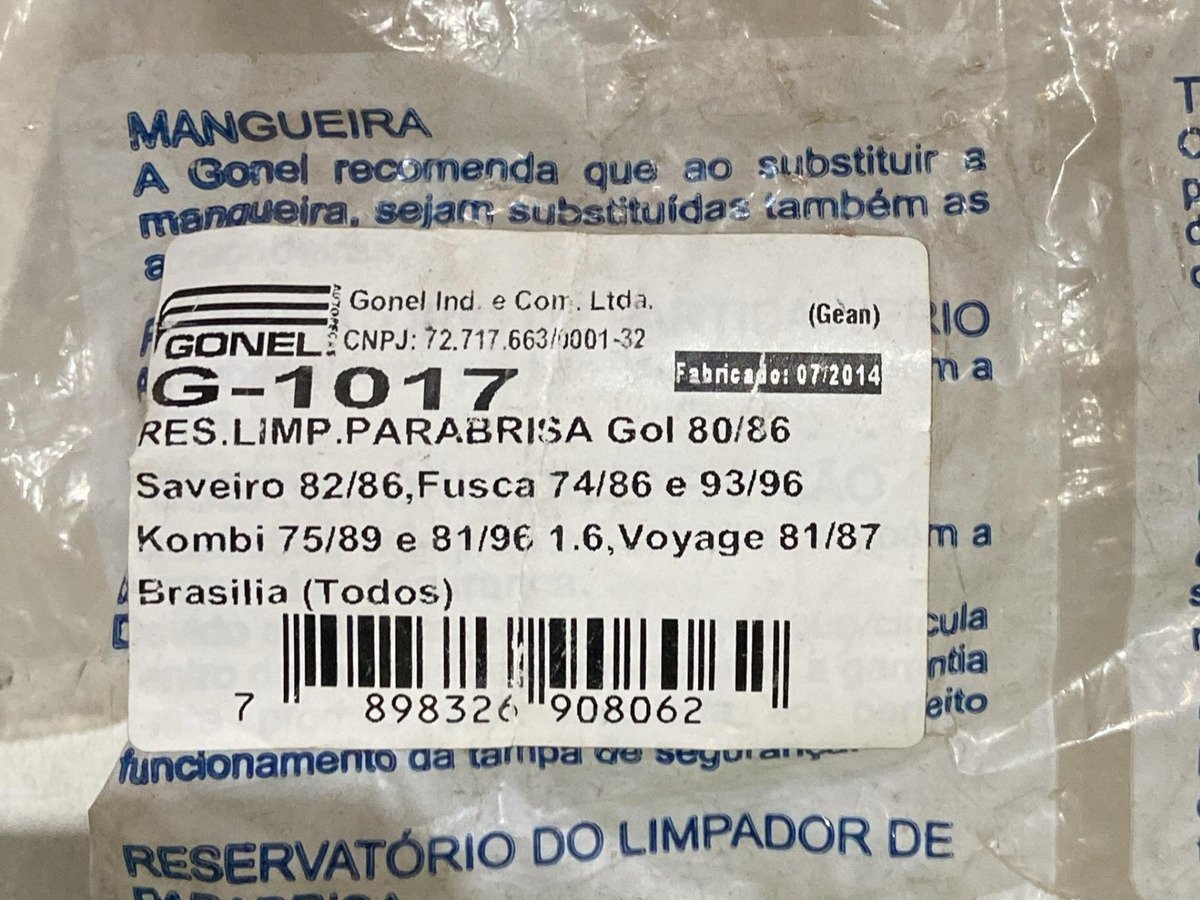 MANGUEIRA
A Gonel recomenda que ao substituir a
mangueira, sejam substituídas também as
AUTOPEÇAS
GONEL
Gonel Ind. e Com. Ltda.
(Gean)
CNPJ: 72.717.663/0001-32
G-1017
Fabricado: 07/2014
RES.LIMP.PARABRISA Gol 80/86
Saveiro 82/86,Fusca 74/86 e 93/96
Kombi 75/89 e 81/96 1.6,Voyage 81/87
Brasilia (Todos)
7 898326 908062
funcionamento da tampa de segurança.
RESERVATÓRIO DO LIMPADOR DE
PARABRISA